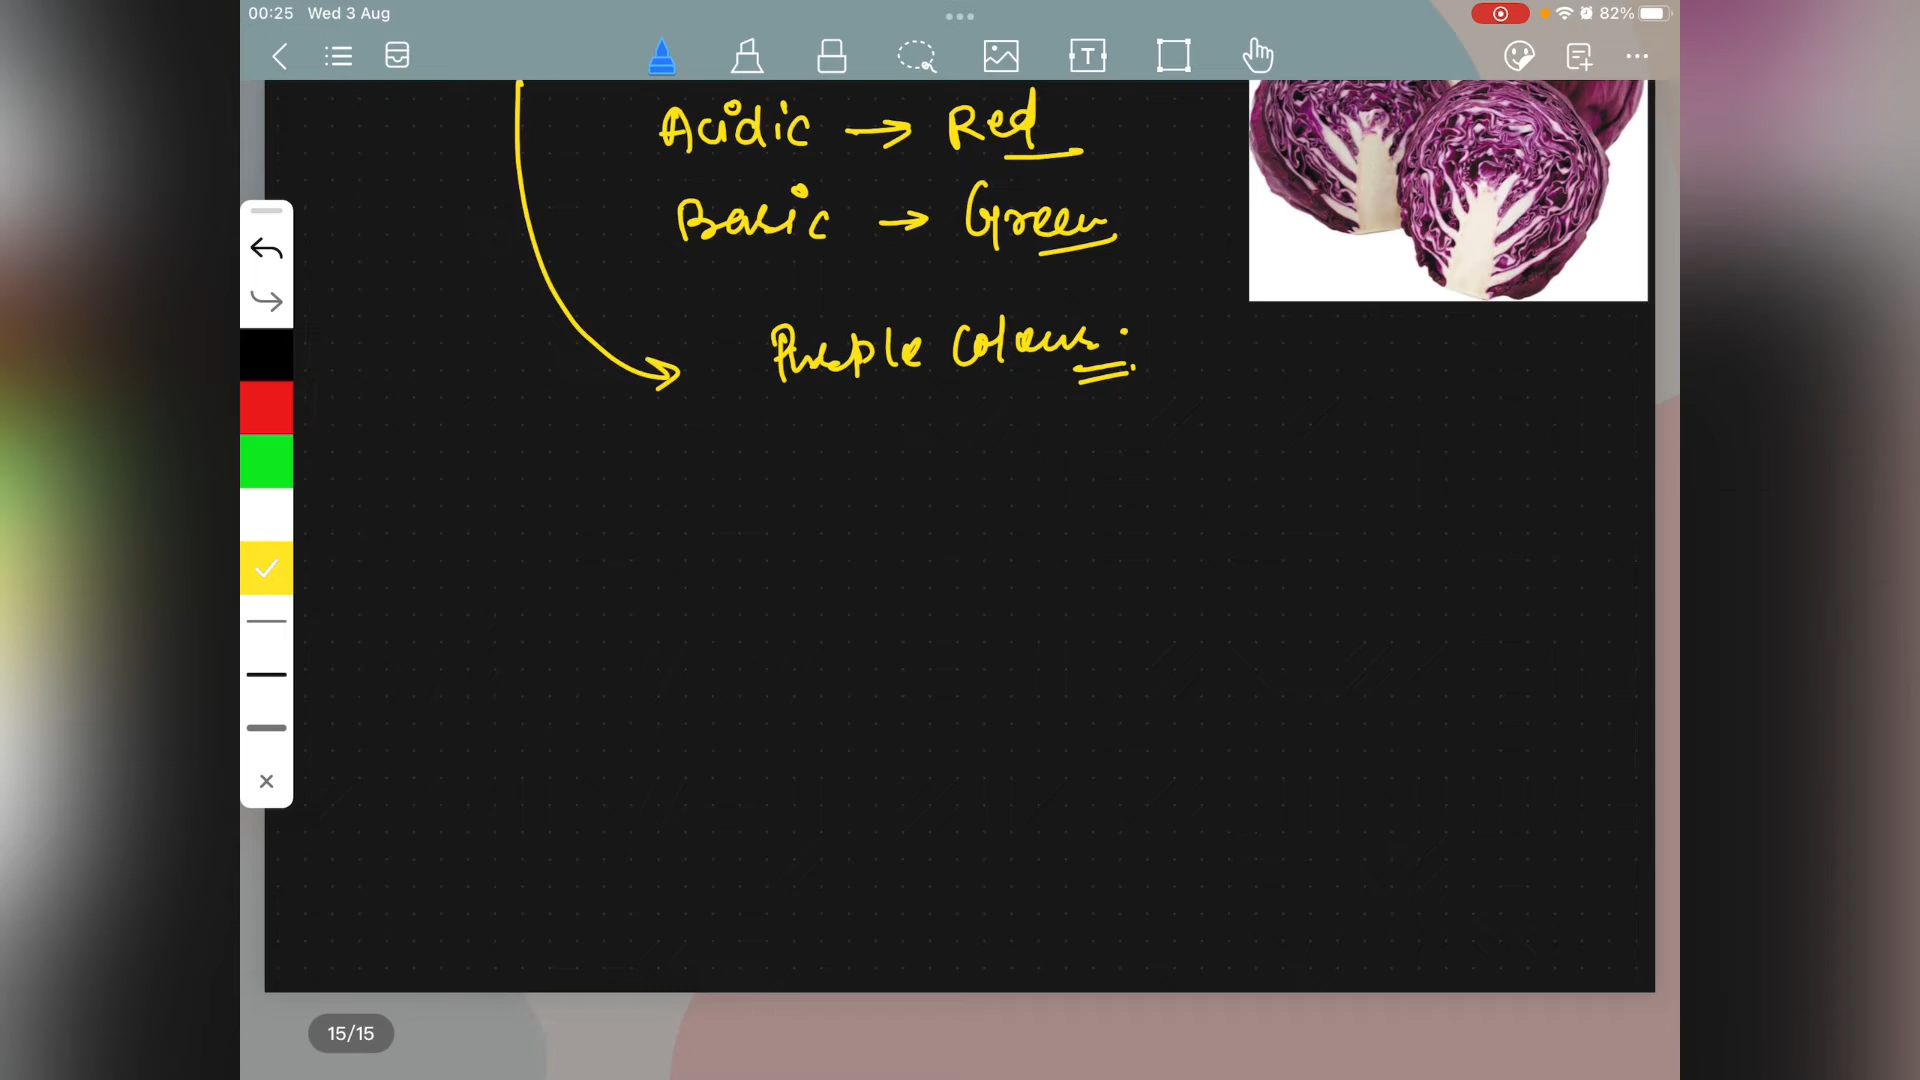 00:25 Wed 3 Aug
82%
T
Acidic → Red
Basic → Green
Purple Colour.
15/15